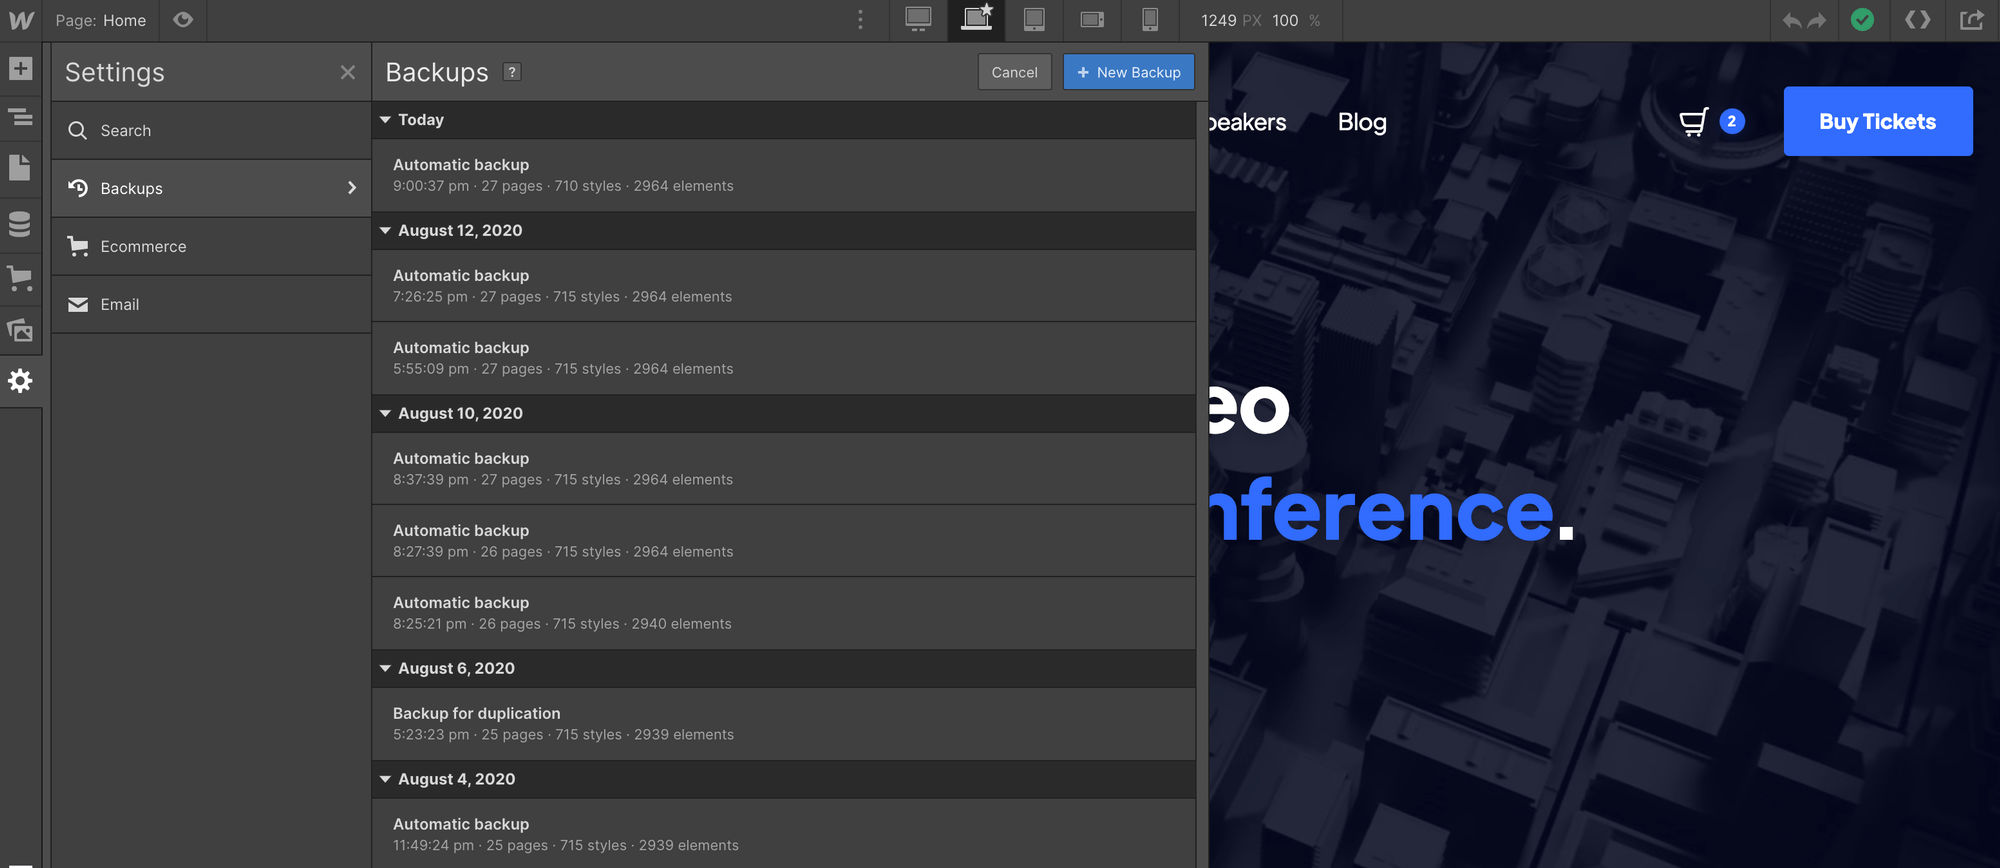 Page: Home
1249 PX 100 %
Settings
Search
Backups
Ecommerce
Email
Backups ?
Cancel
+ New Backup
Today
Automatic backup
9:00:37 pm · 27 pages · 710 styles · 2964 elements
August 12, 2020
Automatic backup
7:26:25 pm · 27 pages · 715 styles · 2964 elements
Automatic backup
5:55:09 pm · 27 pages · 715 styles · 2964 elements
August 10, 2020
Automatic backup
8:37:39 pm · 27 pages · 715 styles · 2964 elements
Automatic backup
8:27:39 pm · 26 pages · 715 styles · 2964 elements
Automatic backup
8:25:21 pm · 26 pages · 715 styles · 2940 elements
August 6, 2020
Backup for duplication
5:23:23 pm · 25 pages · 715 styles · 2939 elements
August 4, 2020
Automatic backup
11:49:24 pm · 25 pages · 715 styles · 2939 elements
peakers
Blog
2
Buy Tickets
eo
nference.